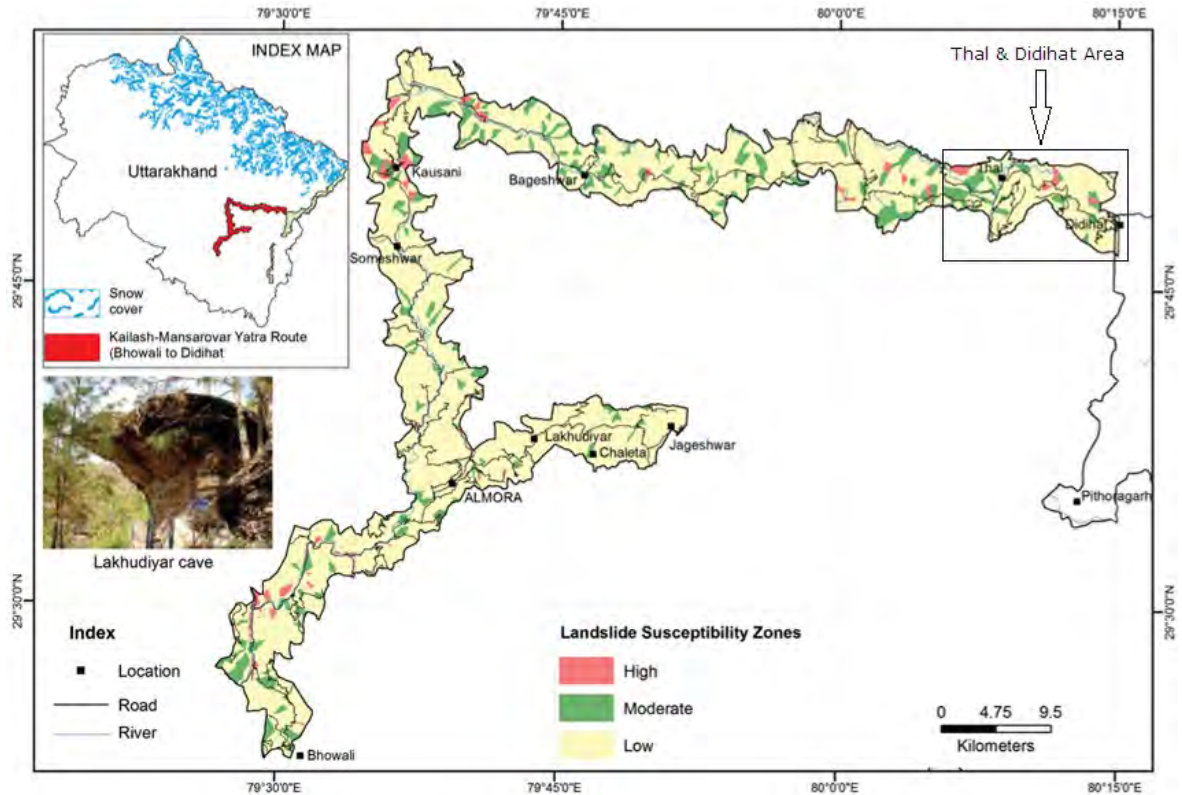 79°30'0"E
79°45'0"E
80°0'0"E
80°15'0"E
INDEX MAP
Uttarakhand
Snow
cover
Kailash-Mansarovar Yatra Route
(Bhowali to Didihat
Lakhudiyar cave
Thal & Didihat Area
Kausani
Bageshwar
Thal
Didihat
Someshwar
29°45'0"N
29°45'0"N
Lakhudiyar
Chaleta
Jageshwar
ALMORA
Pithoragarh
29°30'0"N
29°30'0"N
Index
Location
Road
River
Bhowali
Landslide Susceptibility Zones
High
Moderate
Low
0 4.75 9.5
Kilometers
79°30'0"E
79°45'0"E
80°0'0"E
80°15'0"E